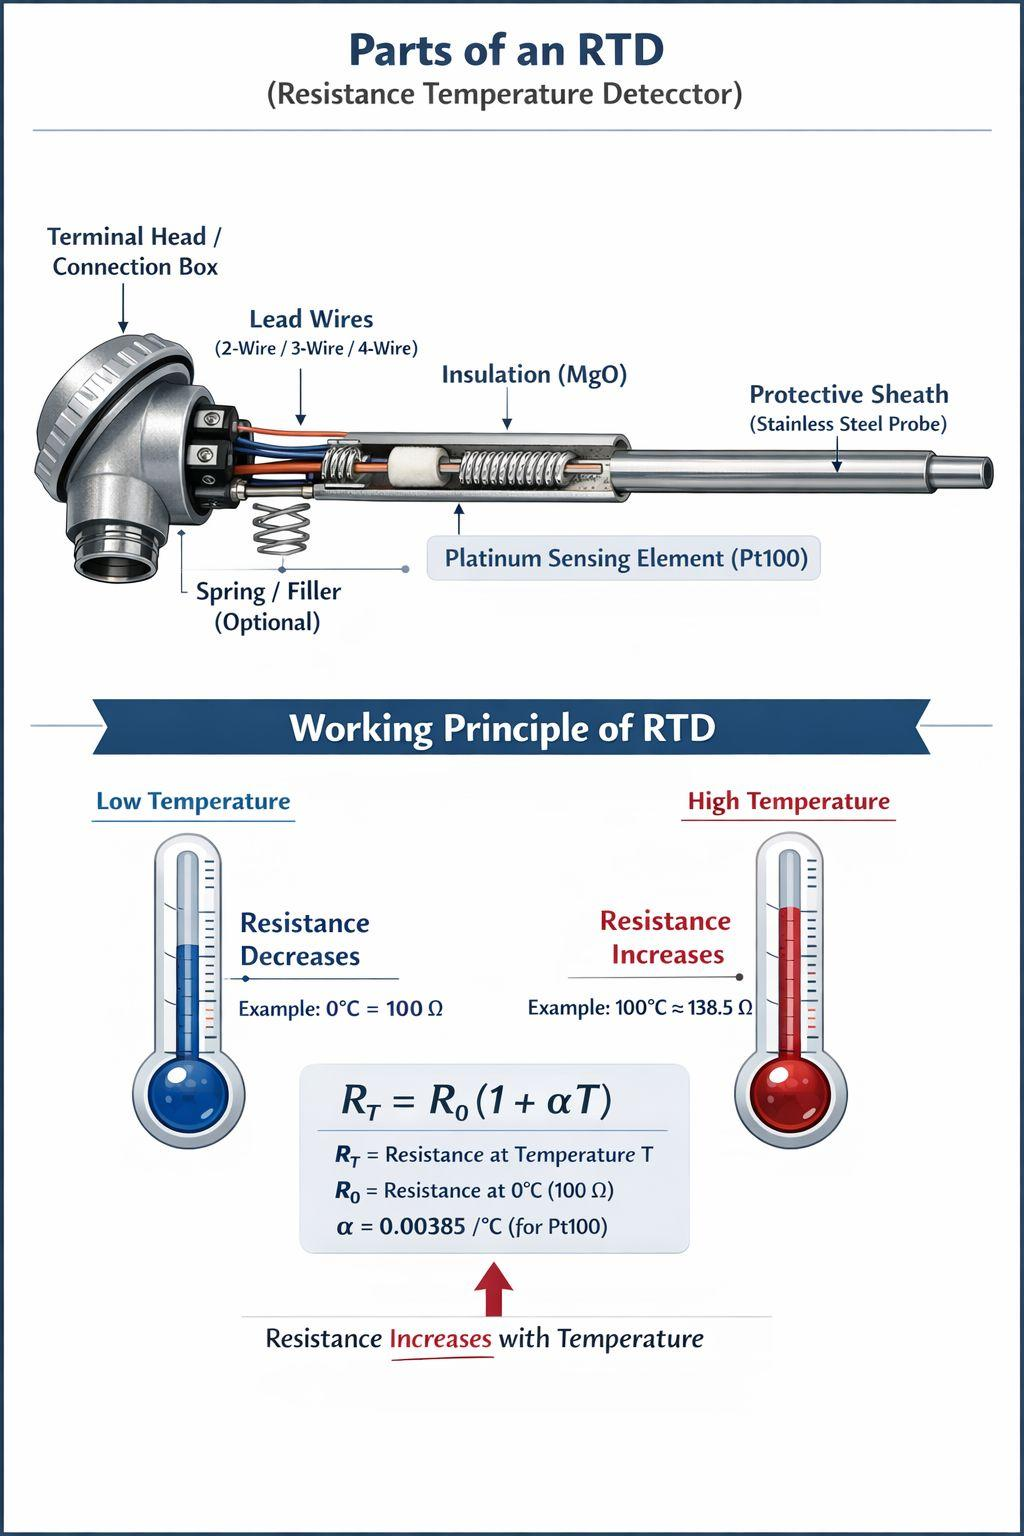 Parts of an RTD
(Resistance Temperature Detecctor)
Terminal Head /
Connection Box
Lead Wires
(2-Wire / 3-Wire / 4-Wire)
Insulation (MgO)
Protective Sheath
(Stainless Steel Probe)
Platinum Sensing Element (Pt100)
Spring / Filler
(Optional)
Working Principle of RTD
Low Temperature
High Temperature
Resistance
Decreases
Example: 0°C = 100 Ω
Resistance
Increases
Example: 100°C ≈ 138.5 Ω
R_T = R_0 (1 + αT)
R_T = Resistance at Temperature T
R_0 = Resistance at 0°C (100 Ω)
α = 0.00385 /°C (for Pt100)
Resistance Increases with Temperature